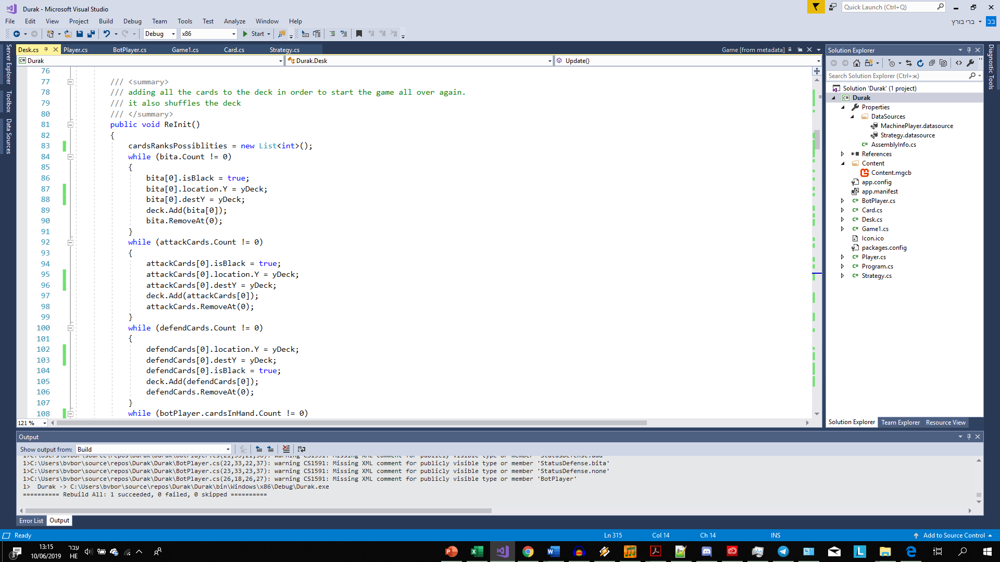 Durak - Microsoft Visual Studio
Quick Launch (Ctrl+Q)
File Edit View Project Build Debug Team Tools Test Analyze Window Help
ברי בורץ
בב
Debug x86 Start
Server Explorer
Toolbox
Data Sources
Desk.cs Player.cs BotPlayer.cs Game1.cs Card.cs Strategy.cs Game [from metadata]
C# Durak Durak.Desk Update()
76
77 /// <summary>
78 /// adding all the cards to the deck in order to start the game all over again.
79 /// it also shuffles the deck
80 /// </summary>
81 public void ReInit()
82 {
83 cardsRanksPossiblities = new List<int>();
84 while (bita.Count != 0)
85 {
86 bita[0].isBlack = true;
87 bita[0].location.Y = yDeck;
88 bita[0].destY = yDeck;
89 deck.Add(bita[0]);
90 bita.RemoveAt(0);
91 }
92 while (attackCards.Count != 0)
93 {
94 attackCards[0].isBlack = true;
95 attackCards[0].location.Y = yDeck;
96 attackCards[0].destY = yDeck;
97 deck.Add(attackCards[0]);
98 attackCards.RemoveAt(0);
99 }
100 while (defendCards.Count != 0)
101 {
102 defendCards[0].location.Y = yDeck;
103 defendCards[0].destY = yDeck;
104 defendCards[0].isBlack = true;
105 deck.Add(defendCards[0]);
106 defendCards.RemoveAt(0);
107 }
108 while (botPlayer.cardsInHand.Count != 0)
121 %
Solution Explorer
Search Solution Explorer (Ctrl+ж)
Solution 'Durak' (1 project)
C# Durak
Properties
DataSources
MachinePlayer.datasource
Strategy.datasource
C# AssemblyInfo.cs
References
Content
Content.mgcb
app.config
app.manifest
C# BotPlayer.cs
C# Card.cs
C# Desk.cs
C# Game1.cs
Icon.ico
packages.config
C# Player.cs
C# Program.cs
C# Strategy.cs
Solution Explorer Team Explorer Resource View
Diagnostic Tools
Output
Show output from: Build
1>C:\Users\bvbor\source\repos\Durak\Durak\BotPlayer.cs(21,33,21,36): warning CS1591: Missing XML comment for publicly visible type or member 'StatusDefense.add'
1>C:\Users\bvbor\source\repos\Durak\Durak\BotPlayer.cs(22,33,22,37): warning CS1591: Missing XML comment for publicly visible type or member 'StatusDefense.bita'
1>C:\Users\bvbor\source\repos\Durak\Durak\BotPlayer.cs(23,33,23,37): warning CS1591: Missing XML comment for publicly visible type or member 'StatusDefense.none'
1>C:\Users\bvbor\source\repos\Durak\Durak\BotPlayer.cs(26,18,26,27): warning CS1591: Missing XML comment for publicly visible type or member 'BotPlayer'
1> Durak -> C:\Users\bvbor\source\repos\Durak\Durak\bin\Windows\x86\Debug\Durak.exe
========== Rebuild All: 1 succeeded, 0 failed, 0 skipped ==========
Error List Output
Ready Ln 315 Col 14 Ch 14 INS Add to Source Control
3 13:15 עבר
10/06/2019 HE